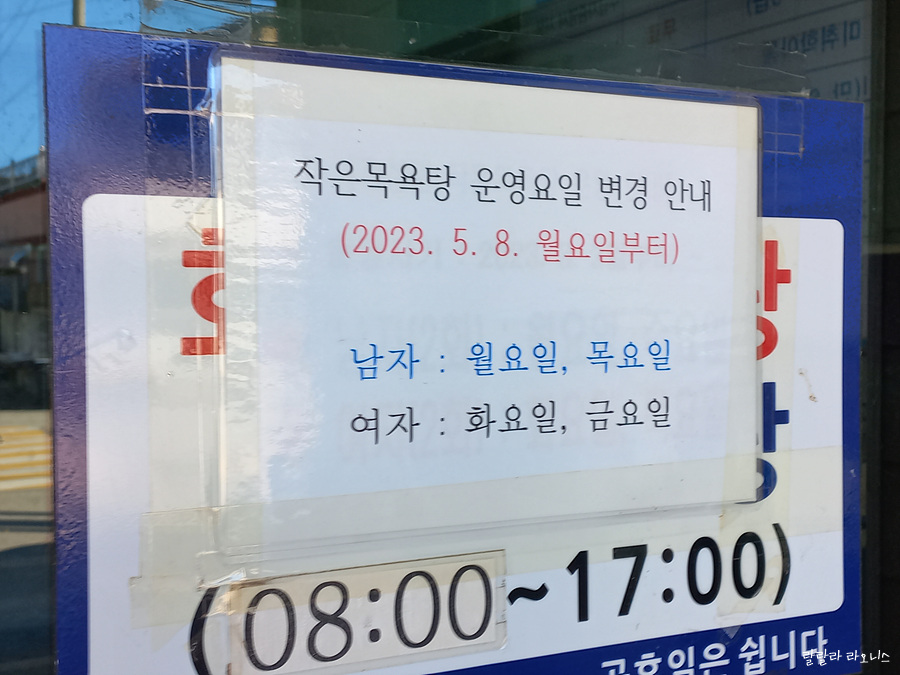 작은목욕탕 운영요일 변경 안내
(2023. 5. 8. 월요일부터)
남자 : 월요일, 목요일
여자 : 화요일, 금요일
(08:00~17:00)
공휴일은 쉽니다
랄랄라 라오니스